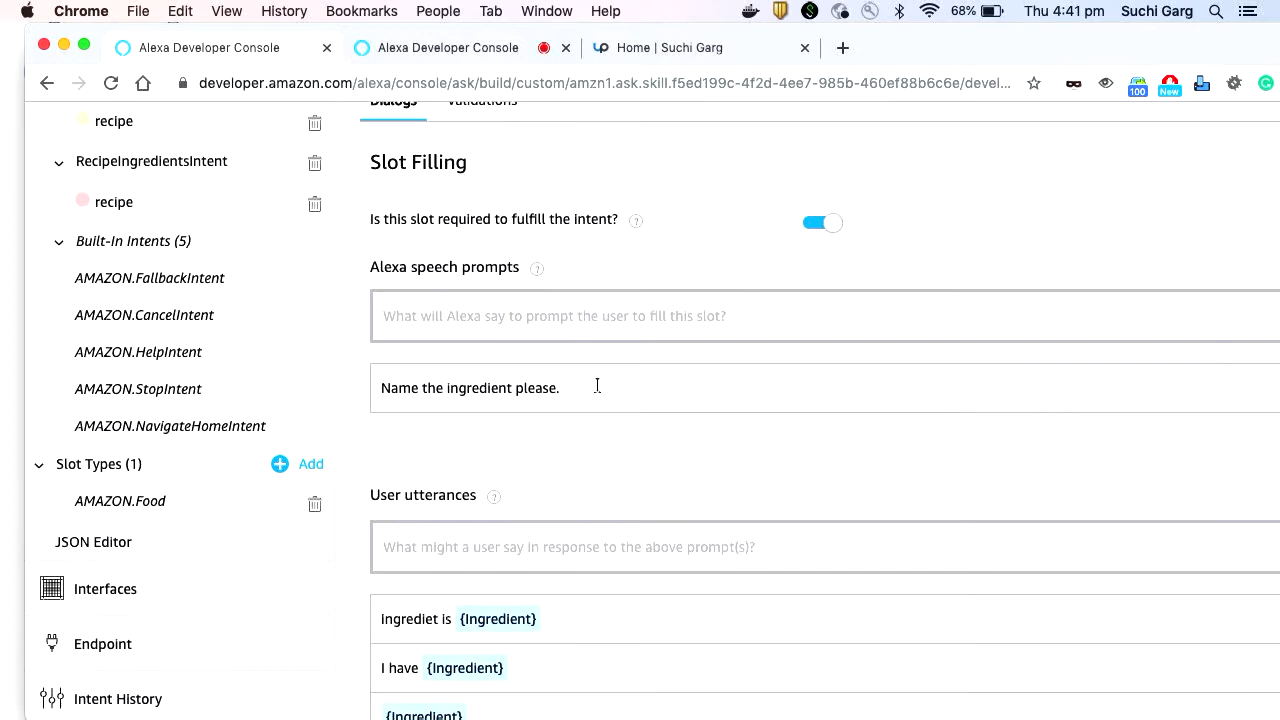 Chrome File Edit View History Bookmarks People Tab Window Help 68% Thu 4:41 pm Suchi Garg
Alexa Developer Console Alexa Developer Console Home | Suchi Garg
developer.amazon.com/alexa/console/ask/build/custom/amzn1.ask.skill.f5ed199c-4f2d-4ee7-985b-460ef88b6c6e/devel... 100 New
Dialogs Validations
recipe
RecipeIngredientsIntent
recipe
Built-In Intents (5)
AMAZON.FallbackIntent
AMAZON.CancelIntent
AMAZON.HelpIntent
AMAZON.StopIntent
AMAZON.NavigateHomeIntent
Slot Types (1) Add
AMAZON.Food
JSON Editor
Interfaces
Endpoint
Intent History
Slot Filling
Is this slot required to fulfill the intent? ?
Alexa speech prompts ?
What will Alexa say to prompt the user to fill this slot?
Name the ingredient please.
User utterances ?
What might a user say in response to the above prompt(s)?
ingrediet is {Ingredient}
I have {Ingredient}
{Ingredient}